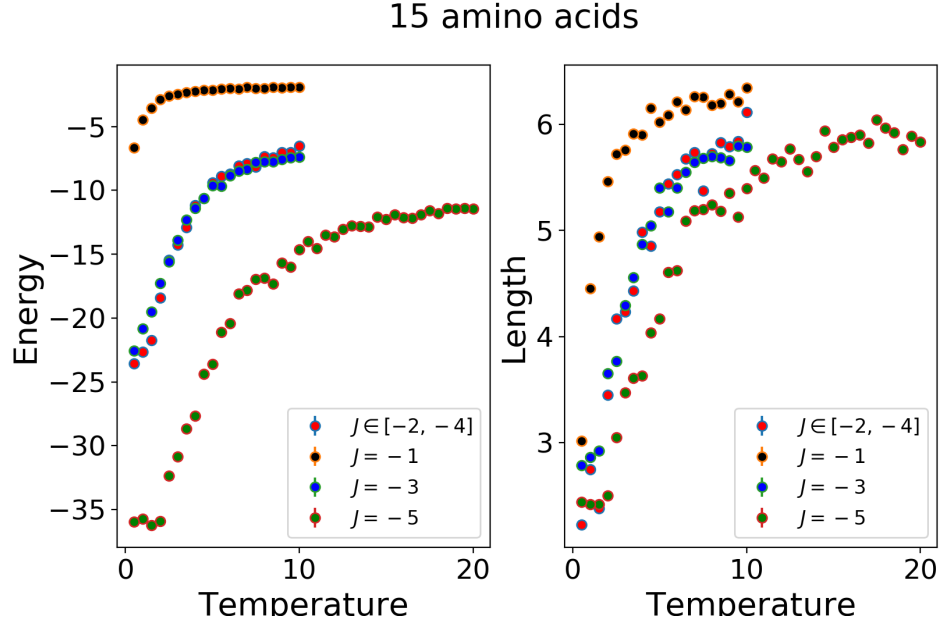 15 amino acids
Energy
−5
−10
−15
−20
−25
−30
−35
0
10
20
Temperature
J ∈ [−2, −4]
J = −1
J = −3
J = −5
Length
6
5
4
3
0
10
20
Temperature
J ∈ [−2, −4]
J = −1
J = −3
J = −5